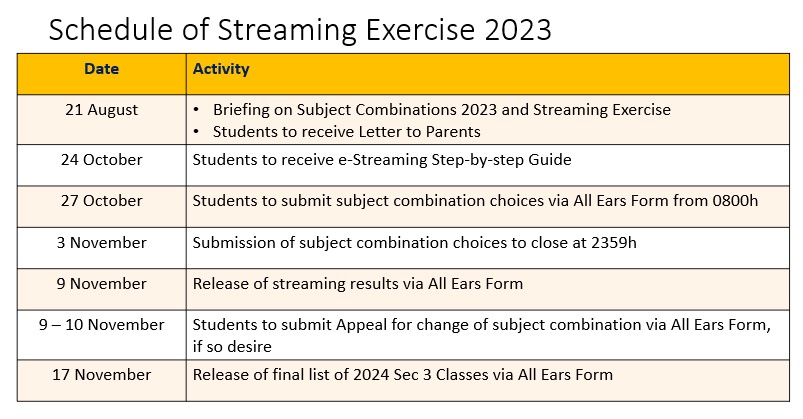 Schedule of Streaming Exercise 2023
Date
Activity
21 August
• Briefing on Subject Combinations 2023 and Streaming Exercise
• Students to receive Letter to Parents
24 October
Students to receive e-Streaming Step-by-step Guide
27 October
Students to submit subject combination choices via All Ears Form from 0800h
3 November
Submission of subject combination choices to close at 2359h
9 November
Release of streaming results via All Ears Form
9 – 10 November
Students to submit Appeal for change of subject combination via All Ears Form,
if so desire
17 November
Release of final list of 2024 Sec 3 Classes via All Ears Form